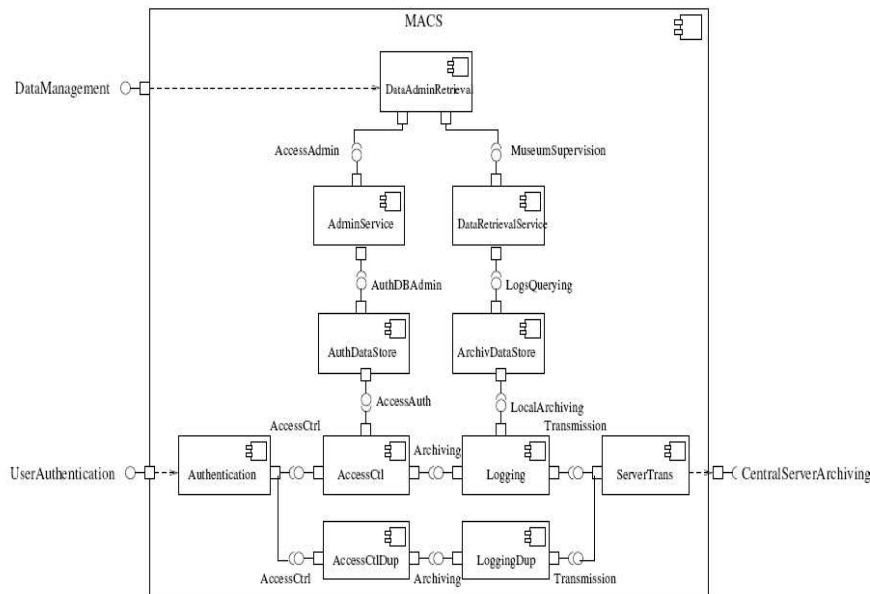 MACS
DataManagement
DataAdminRetrieval
AccessAdmin
MuseumSupervision
AdminService
DataRetrievalService
AuthDBAdmin
LogsQuerying
AuthDataStore
ArchivDataStore
AccessAuth
LocalArchiving
AccessCtrl
Transmission
Archiving
UserAuthentication
Authentication
AccessCtl
Logging
ServerTrans
CentralServerArchiving
AccessCtlDup
LoggingDup
AccessCtrl
Archiving
Transmission